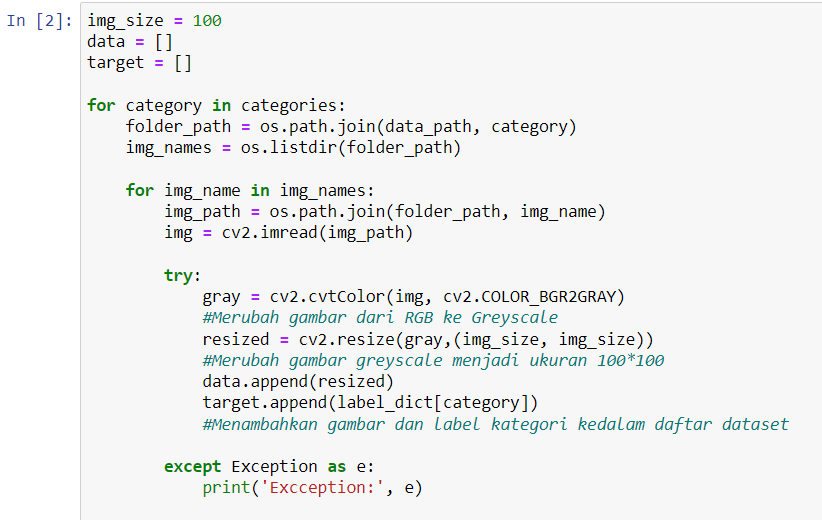 In [2]: img_size = 100
data = []
target = []
for category in categories:
    folder_path = os.path.join(data_path, category)
    img_names = os.listdir(folder_path)
    for img_name in img_names:
        img_path = os.path.join(folder_path, img_name)
        img = cv2.imread(img_path)
        try:
            gray = cv2.cvtColor(img, cv2.COLOR_BGR2GRAY)
            #Merubah gambar dari RGB ke Greyscale
            resized = cv2.resize(gray,(img_size, img_size))
            #Merubah gambar greyscale menjadi ukuran 100*100
            data.append(resized)
            target.append(label_dict[category])
            #Menambahkan gambar dan label kategori kedalam daftar dataset
        except Exception as e:
            print('Excception:', e)